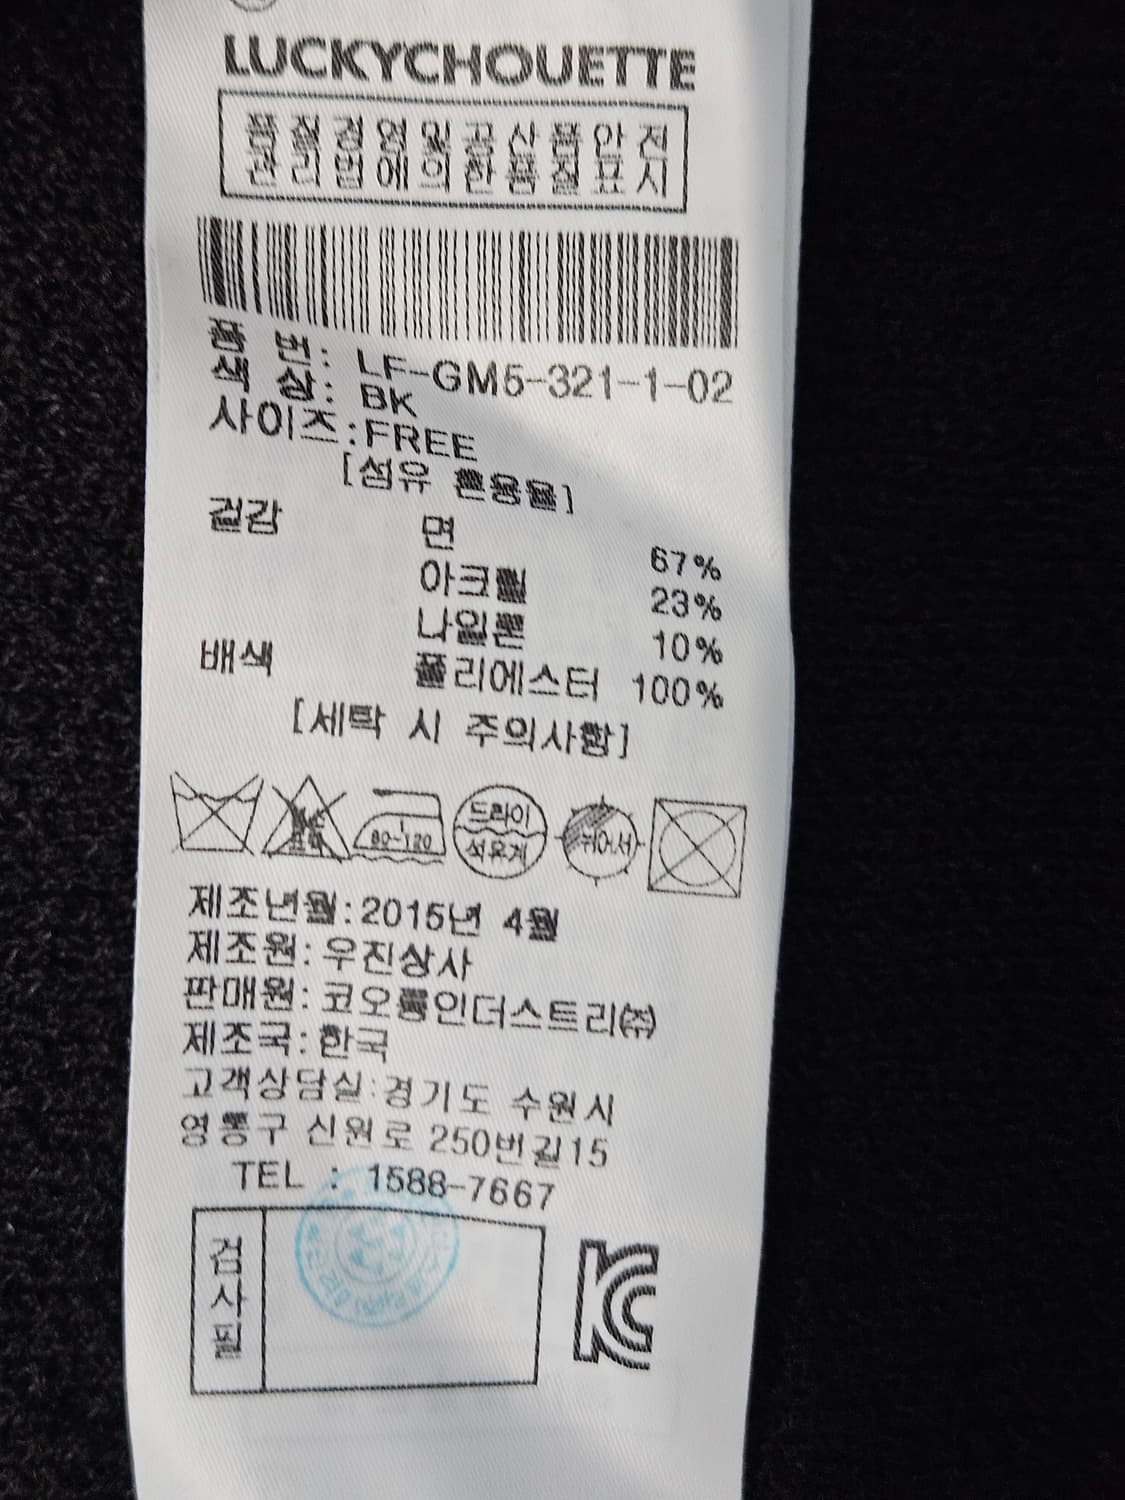 LUCKYCHOUETTE
품질경영및공산품안전
관리법에의한품질표시
품 번: LF-GM5-321-1-02
색 상: BK
사이즈:FREE
[섬유 혼용율]
겉감 면 67%
아크릴 23%
나일론 10%
배색 폴리에스터 100%
[세탁 시 주의사항]
80-120 드라이 석유계 뉘어서
제조년월:2015년 4월
제조원:우진상사
판매원:코오롱인더스트리㈜
제조국:한국
고객상담실:경기도 수원시
영통구 신원로 250번길15
TEL : 1588-7667
검사필
KC